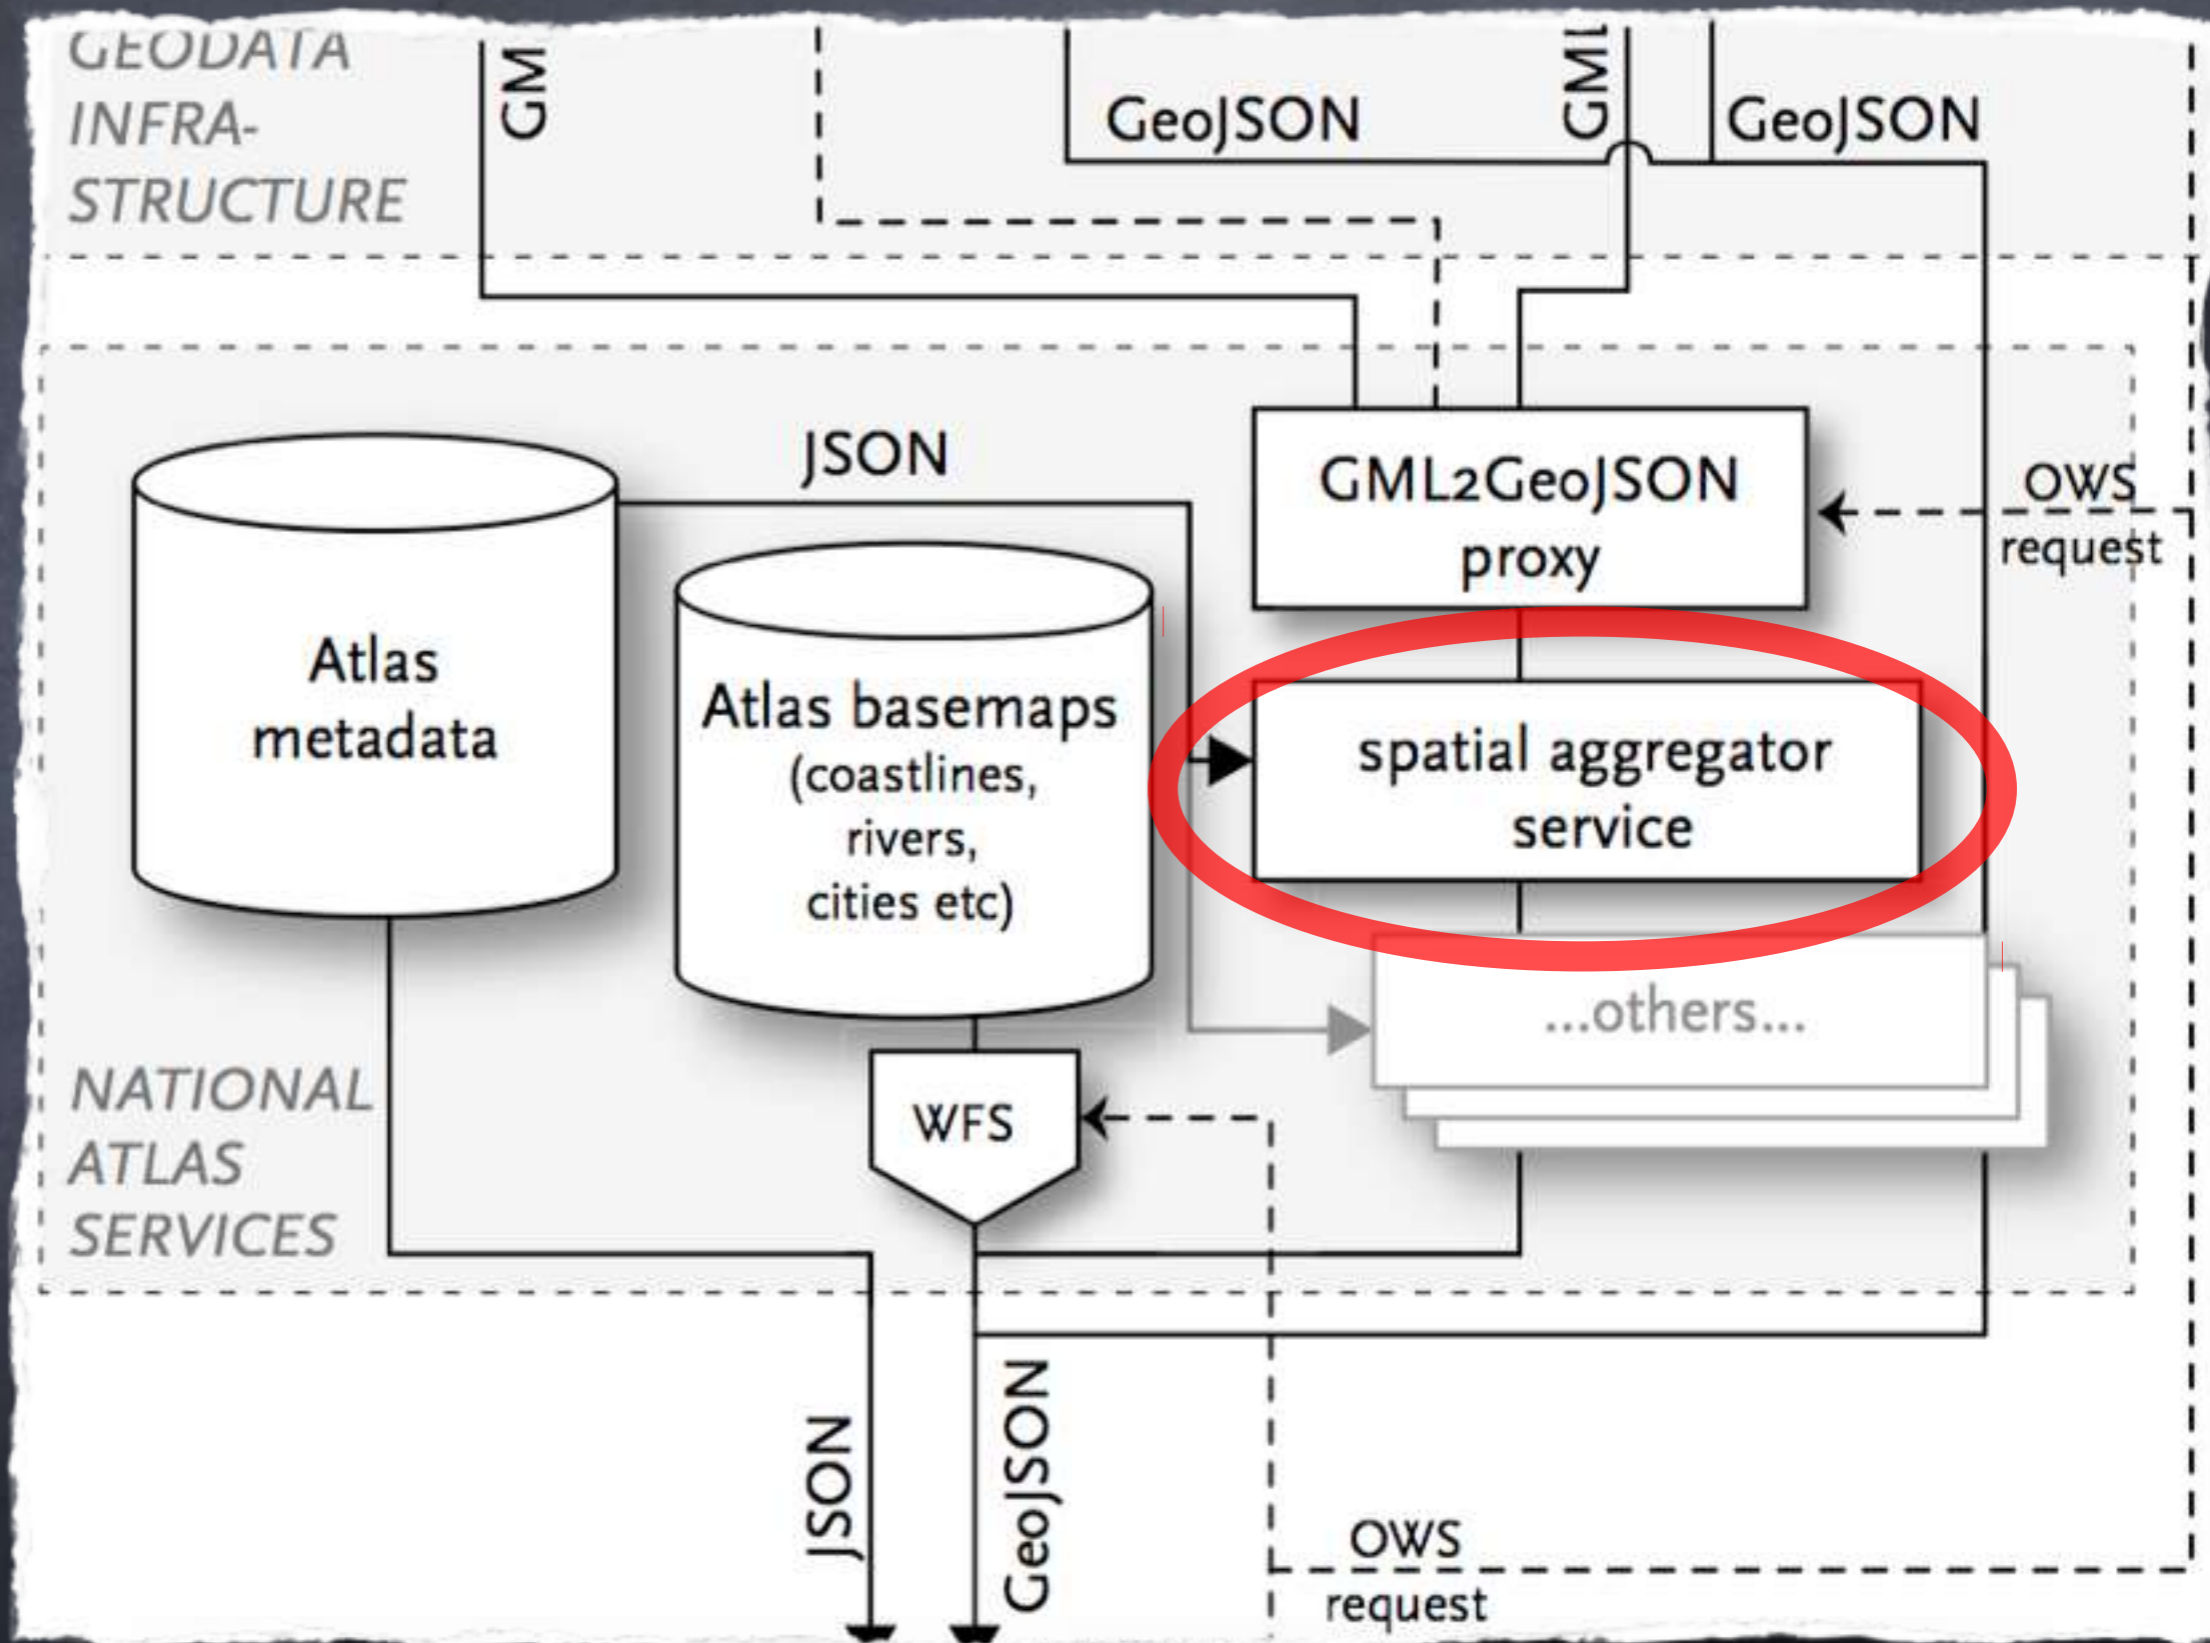 GEODATA
INFRA-
STRUCTURE
GM
GeoJSON
GML
GeoJSON
JSON
GML2GeoJSON
proxy
OWS
request
Atlas
metadata
Atlas basemaps
(coastlines,
rivers,
cities etc)
spatial aggregator
service
...others...
NATIONAL
ATLAS
SERVICES
WFS
JSON
GeoJSON
OWS
request